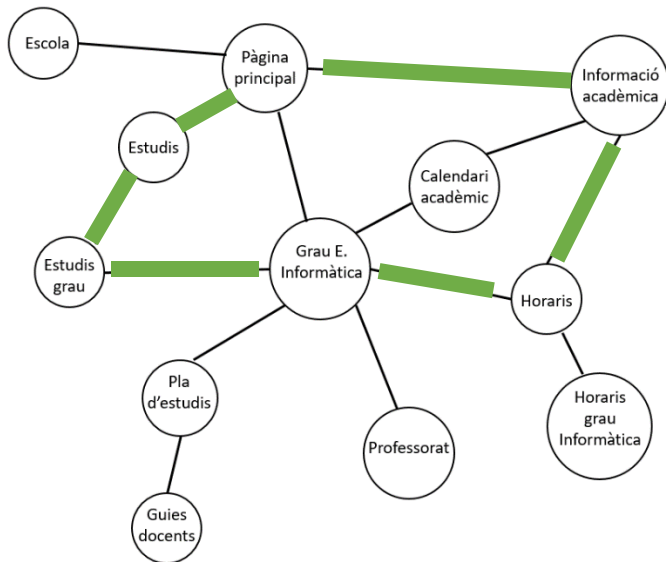 Escola
Pàgina
principal
Informació
acadèmica
Estudis
Calendari
acadèmic
Estudis
grau
Grau E.
Informàtica
Horaris
Pla
d'estudis
Professorat
Horaris
grau
Informàtica
Guies
docents